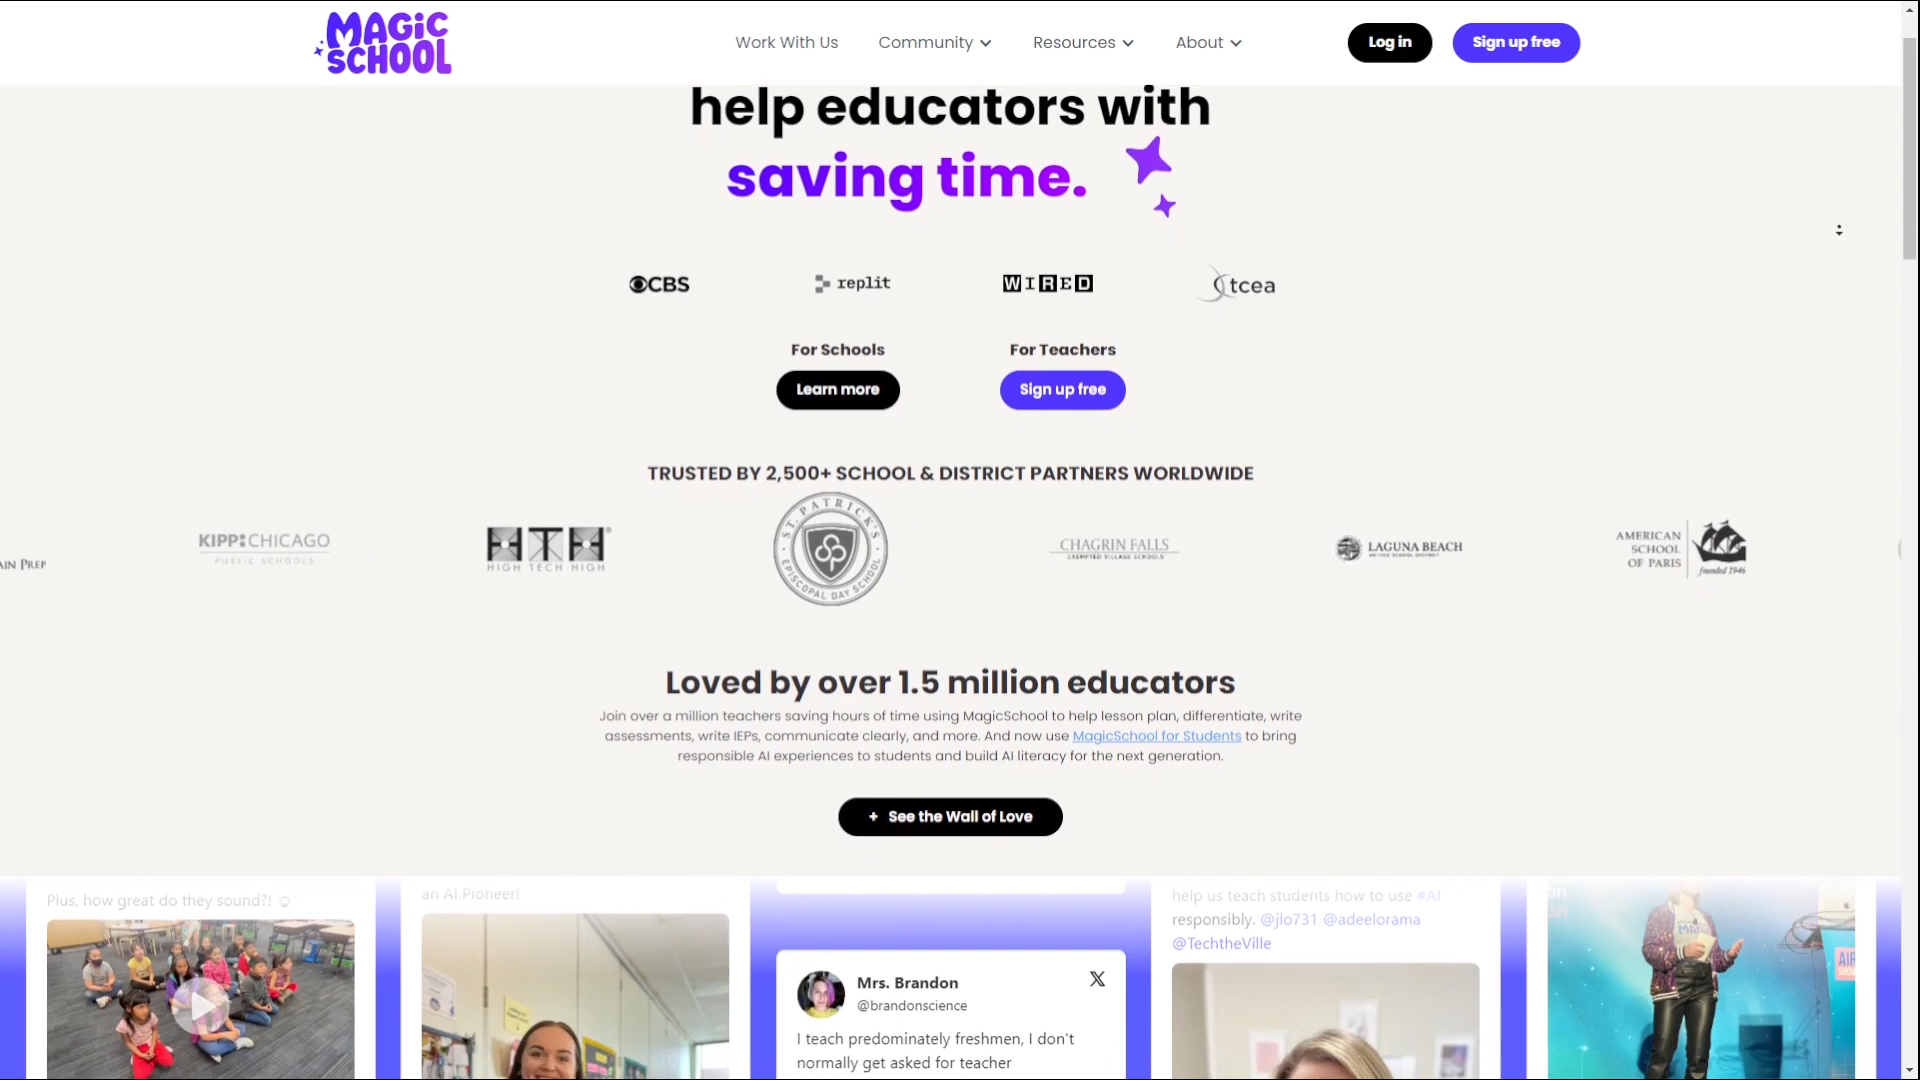 MAGIC SCHOOL
Work With Us
Community
Resources
About
Log in
Sign up free
help educators with
saving time.
CBS
replit
WIRED
tcea
For Schools
For Teachers
Learn more
Sign up free
TRUSTED BY 2,500+ SCHOOL & DISTRICT PARTNERS WORLDWIDE
AIN PREP
KIPP:CHICAGO
PUBLIC SCHOOLS
HTH
HIGH TECH HIGH
ST. PATRICK'S
EPISCOPAL DAY SCHOOL
CHAGRIN FALLS
EXEMPTED VILLAGE SCHOOLS
LAGUNA BEACH
AMERICAN
SCHOOL
OF PARIS
founded 1946
Loved by over 1.5 million educators
Join over a million teachers saving hours of time using MagicSchool to help lesson plan, differentiate, write
assessments, write IEPs, communicate clearly, and more. And now use MagicSchool for Students to bring
responsible AI experiences to students and build AI literacy for the next generation.
+ See the Wall of Love
Plus, how great do they sound?! ☺
an AI Pioneer!
Mrs. Brandon
@brandonscience
I teach predominately freshmen, I don't
normally get asked for teacher
help us teach students how to use #AI
responsibly. @jlo731 @adeelorama
@TechtheVille
AIR
SHOW